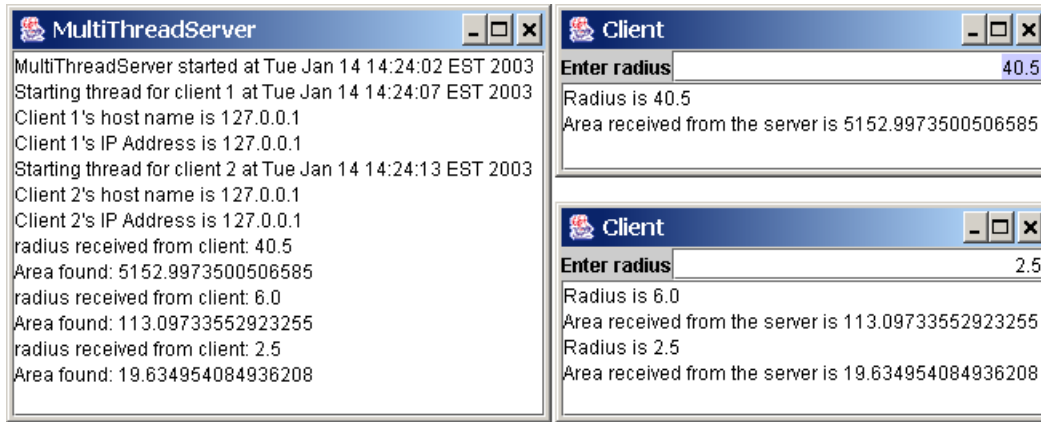 MultiThreadServer
MultiThreadServer started at Tue Jan 14 14:24:02 EST 2003
Starting thread for client 1 at Tue Jan 14 14:24:07 EST 2003
Client 1's host name is 127.0.0.1
Client 1's IP Address is 127.0.0.1
Starting thread for client 2 at Tue Jan 14 14:24:13 EST 2003
Client 2's host name is 127.0.0.1
Client 2's IP Address is 127.0.0.1
radius received from client: 40.5
Area found: 5152.9973500506585
radius received from client: 6.0
Area found: 113.09733552923255
radius received from client: 2.5
Area found: 19.634954084936208
Client
Enter radius 40.5
Radius is 40.5
Area received from the server is 5152.9973500506585
Client
Enter radius 2.5
Radius is 6.0
Area received from the server is 113.09733552923255
Radius is 2.5
Area received from the server is 19.634954084936208